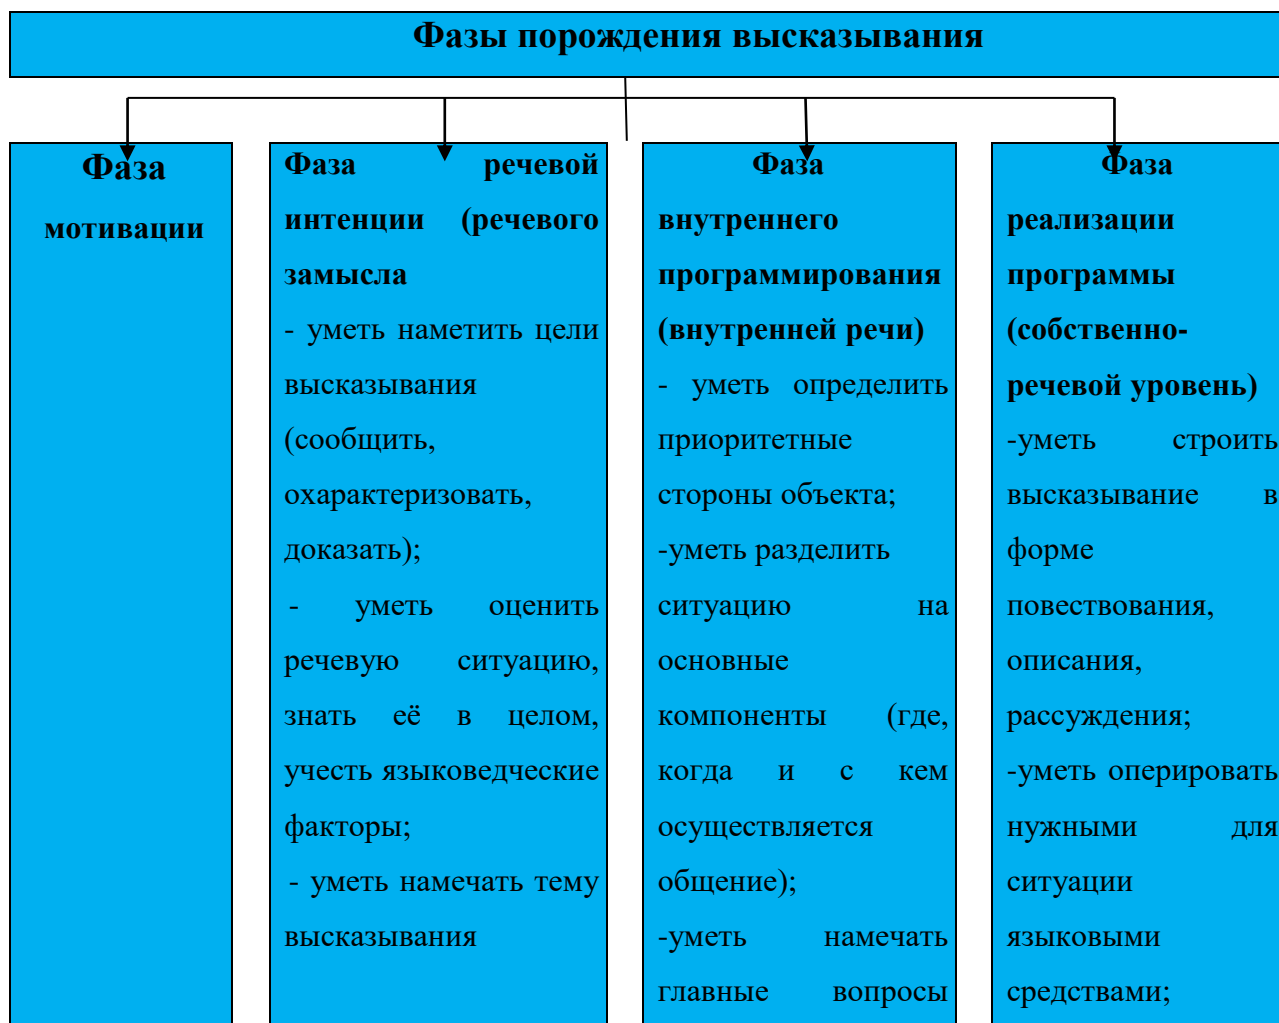 Фазы порождения высказывания
Фаза
мотивации
Фаза речевой
интенции (речевого
замысла
- уметь наметить цели
высказывания
(сообщить,
охарактеризовать,
доказать);
- уметь оценить
речевую ситуацию,
знать её в целом,
учесть языковедческие
факторы;
- уметь намечать тему
высказывания
Фаза
внутреннего
программирования
(внутренней речи)
- уметь определить
приоритетные
стороны объекта;
-уметь разделить
ситуацию на
основные
компоненты (где,
когда и с кем
осуществляется
общение);
-уметь намечать
главные вопросы
Фаза
реализации
программы
(собственно-
речевой уровень)
-уметь строить
высказывание в
форме
повествования,
описания,
рассуждения;
-уметь оперировать
нужными для
ситуации
языковыми
средствами;